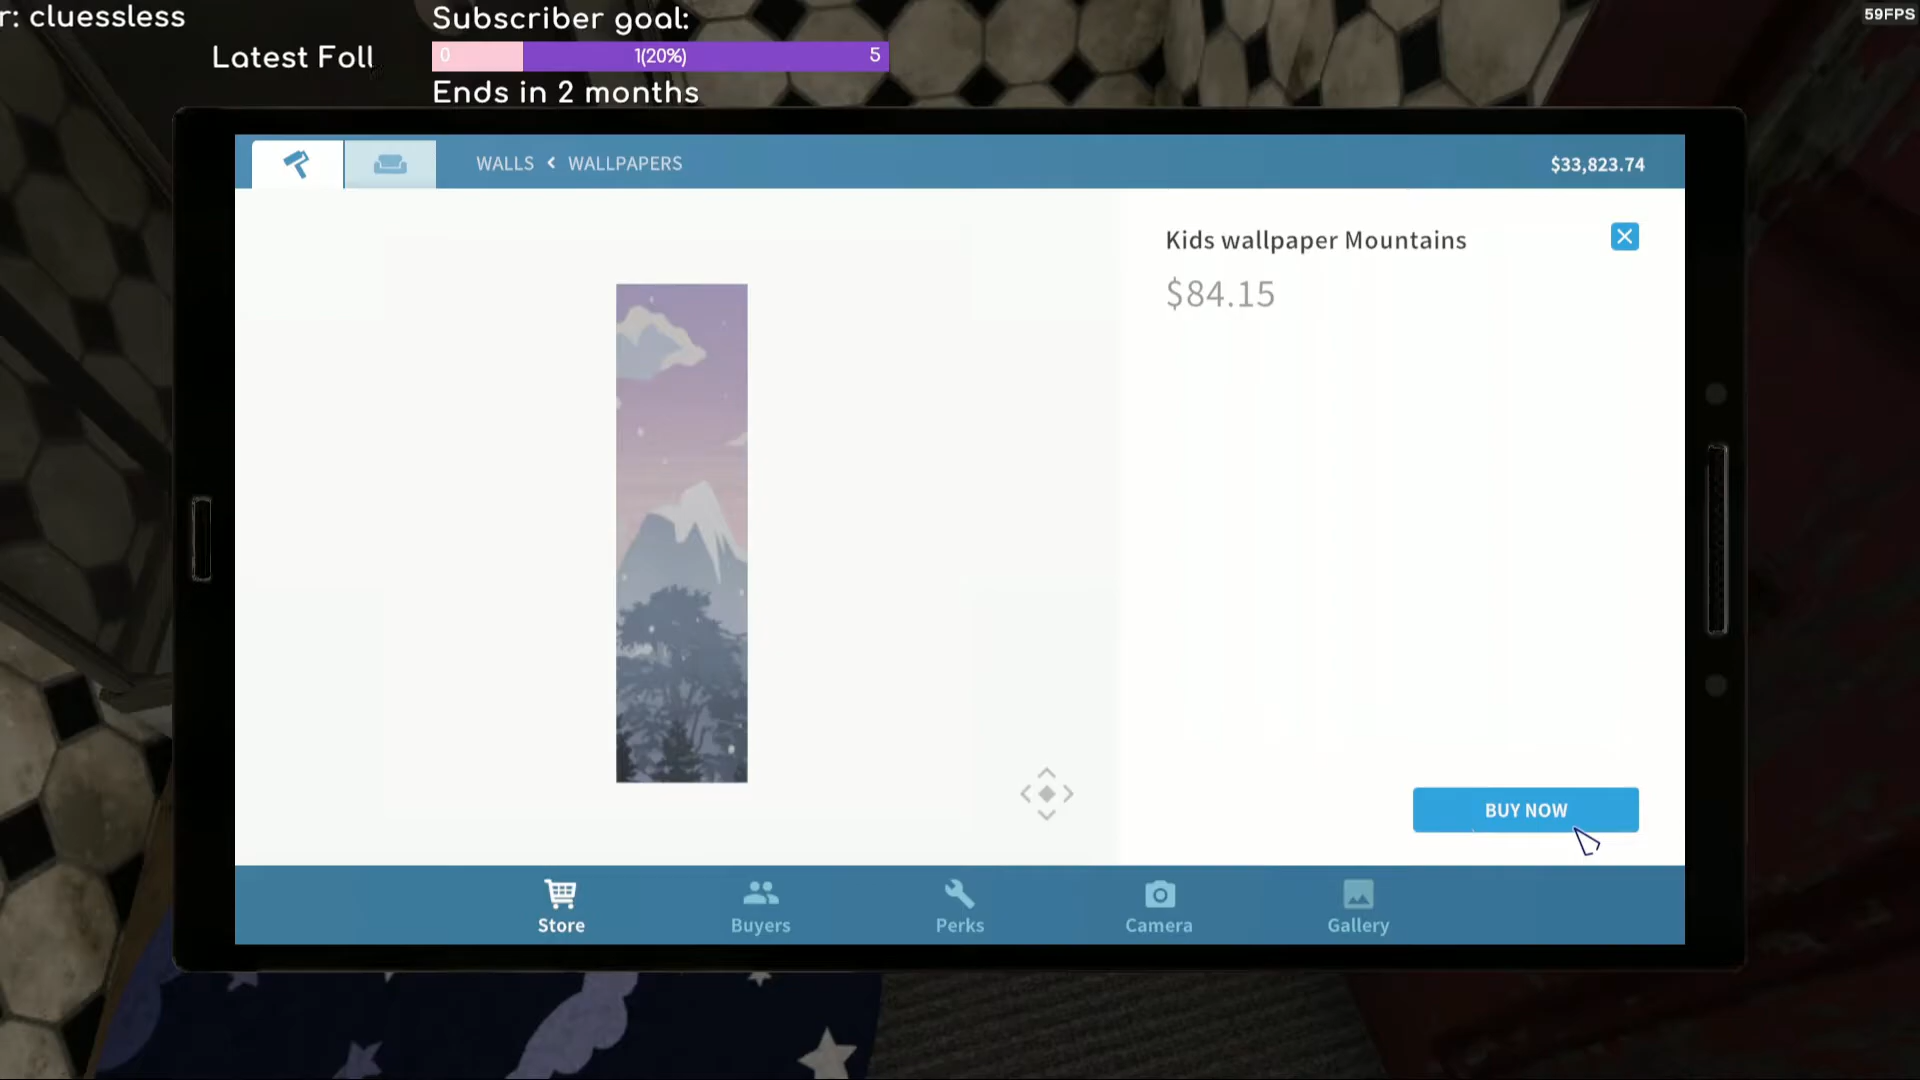 r: cluessless
Latest Foll
Subscriber goal:
0 1(20%) 5
Ends in 2 months
59FPS
WALLS < WALLPAPERS
$33,823.74
Kids wallpaper Mountains
$84.15
BUY NOW
Store Buyers Perks Camera Gallery